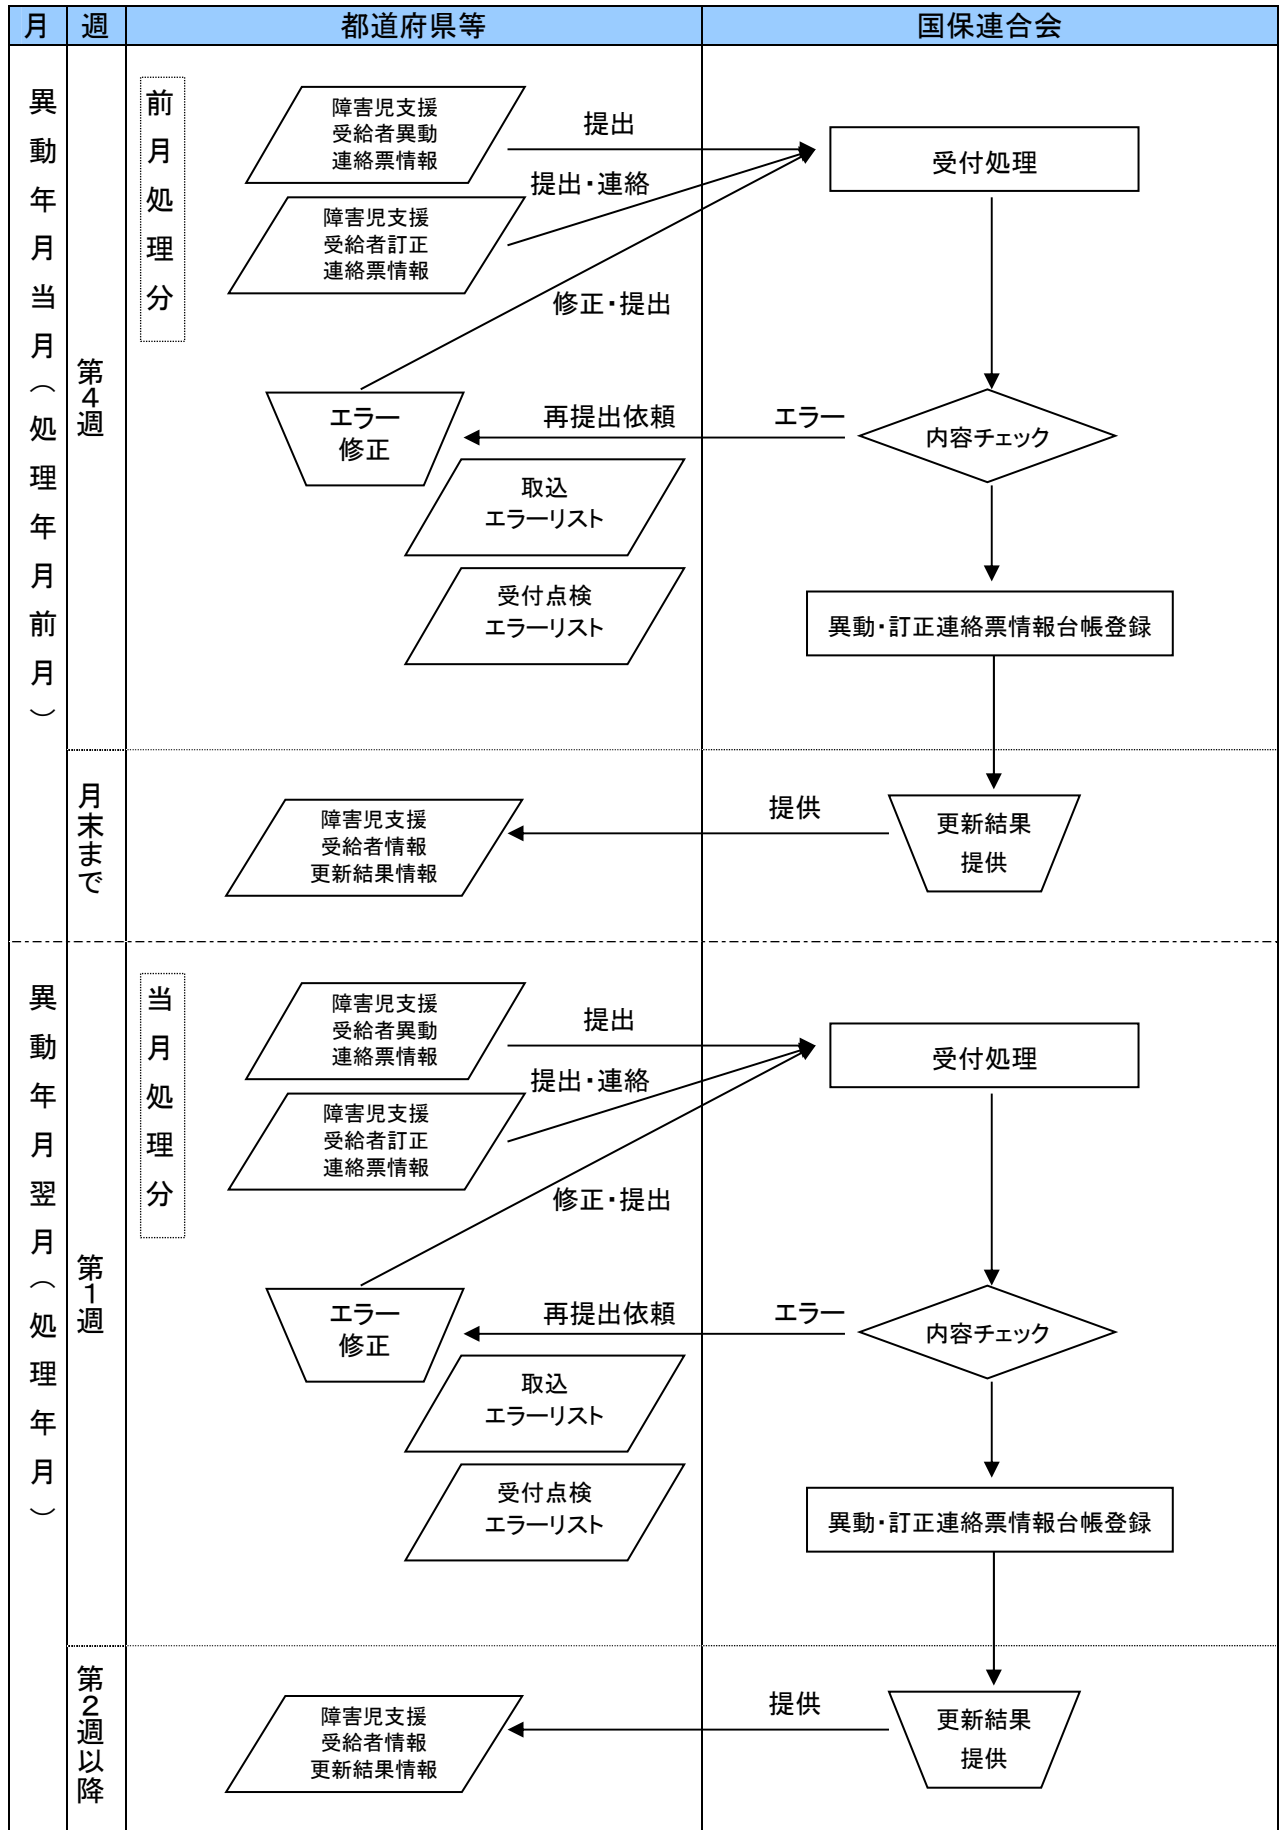 月 週 都道府県等 国保連合会
異動年月当月（処理年月前月）
第4週
前月処理分
障害児支援
受給者異動
連絡票情報
提出
受付処理
提出・連絡
障害児支援
受給者訂正
連絡票情報
修正・提出
エラー
修正
再提出依頼
エラー
内容チェック
取込
エラーリスト
受付点検
エラーリスト
異動・訂正連絡票情報台帳登録
月末まで
障害児支援
受給者情報
更新結果情報
提供
更新結果
提供
異動年月翌月（処理年月）
第1週
当月処理分
障害児支援
受給者異動
連絡票情報
提出
受付処理
提出・連絡
障害児支援
受給者訂正
連絡票情報
修正・提出
エラー
修正
再提出依頼
エラー
内容チェック
取込
エラーリスト
受付点検
エラーリスト
異動・訂正連絡票情報台帳登録
第2週以降
障害児支援
受給者情報
更新結果情報
提供
更新結果
提供